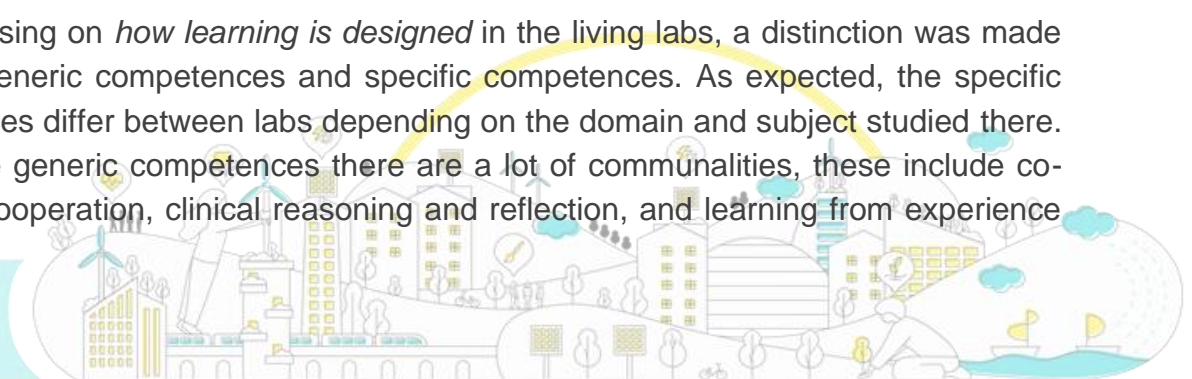 sing on how learning is designed in the living labs, a distinction was made
eneric competences and specific competences. As expected, the specific
es differ between labs depending on the domain and subject studied there.
e generic competences there are a lot of communalities, these include co-
ooperation, clinical reasoning and reflection, and learning from experience